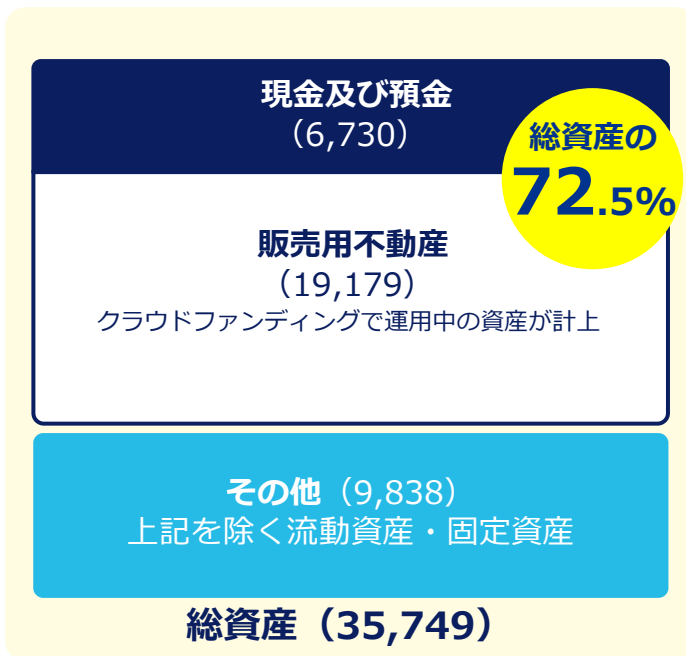 現金及び預金
（6,730）
総資産の
72.5%
販売用不動産
（19,179）
クラウドファンディングで運用中の資産が計上
その他（9,838）
上記を除く流動資産・固定資産
総資産（35,749）